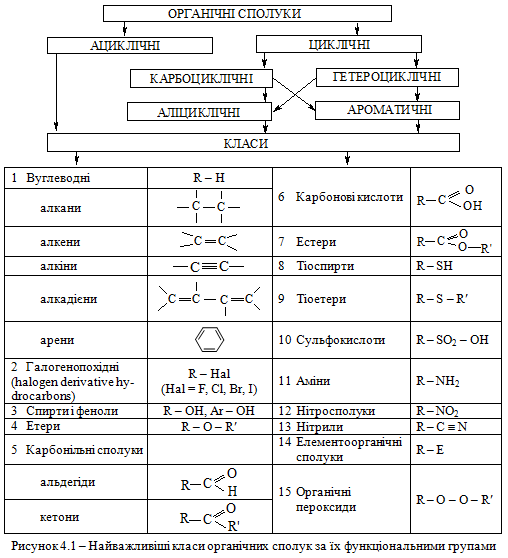 ОРГАНІЧНІ СПОЛУКИ
АЦИКЛІЧНІ
ЦИКЛІЧНІ
КАРБОЦИКЛІЧНІ
ГЕТЕРОЦИКЛІЧНІ
АЛІЦИКЛІЧНІ
АРОМАТИЧНІ
КЛАСИ
1 Вуглеводні
R – H
алкани
C C
алкени
C=C
алкіни
C≡C
алкадієни
C=C–C=C
арени
2 Галогенопохідні
(halogen derivative hy-
drocarbons)
R – Hal
(Hal = F, Cl, Br, I)
3 Спирти і феноли
R – OH, Ar – OH
4 Етери
R – O – R′
5 Карбонільні сполуки
альдегіди
R–C O H
кетони
R–C O R′
6 Карбонові кислоти
R–C O OH
7 Естери
R–C O O–R′
8 Тіоспирти
R – SH
9 Тіоетери
R – S – R′
10 Сульфокислоти
R – SO₂ – OH
11 Аміни
R – NH₂
12 Нітросполуки
R – NO₂
13 Нітрили
R – C ≡ N
14 Елементоорганічні
сполуки
R – E
15 Органічні
пероксиди
R – O – O – R′
Рисунок 4.1 – Найважливіші класи органічних сполук за їх функціональними групами